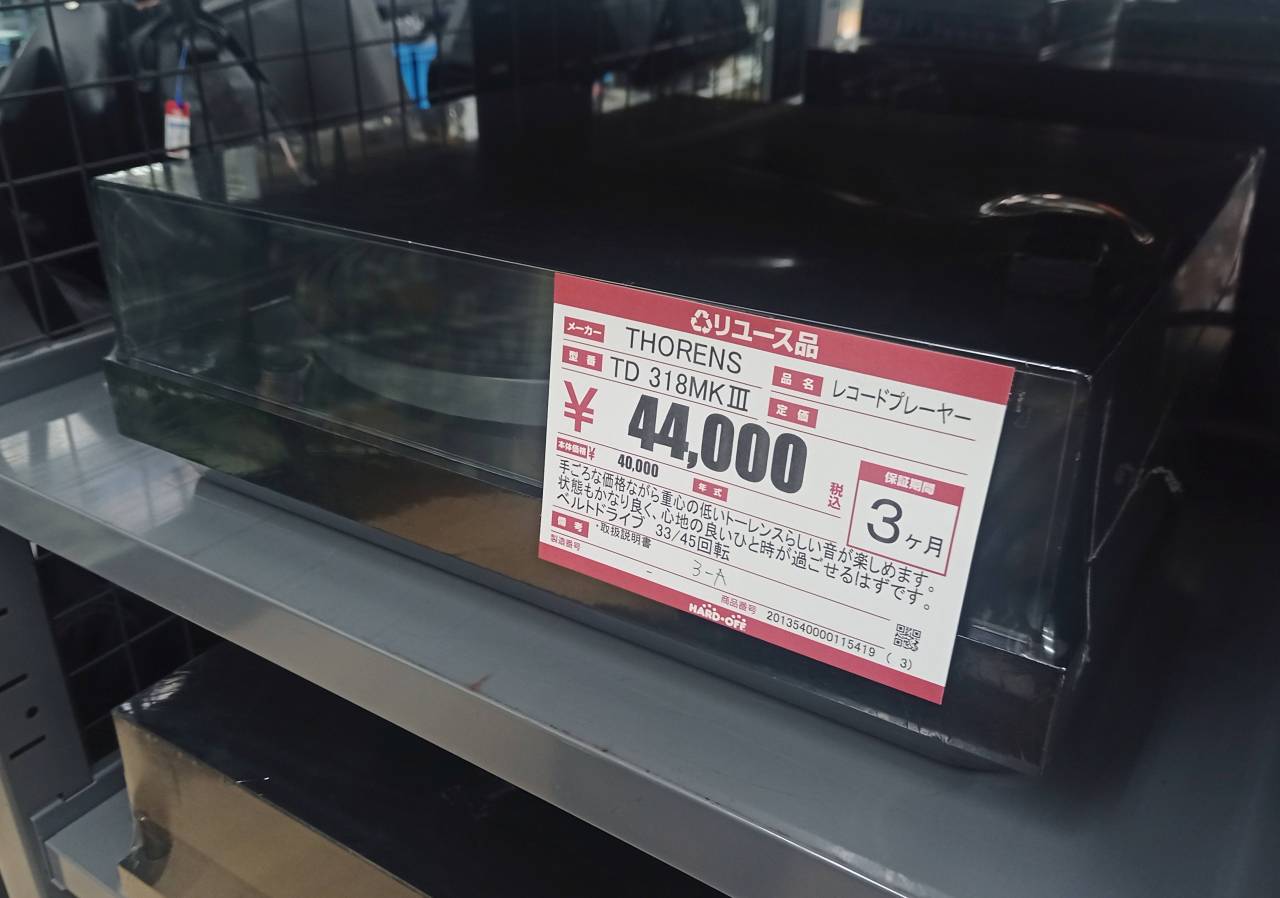 リユース品
メーカー THORENS
型番 TD 318MKⅢ
品名 レコードプレーヤー
定価
¥ 44,000 税込
本体価格 ¥ 40,000
年式
保証期間
3ヶ月
手ごろな価格ながら重心の低いトーレンスらしい音が楽しめます。
状態もかなり良く、心地の良いひと時が過ごせるはずです。
ベルトドライブ 33/45回転
備考 ・取扱説明書
製造番号 -
3-A
HARD・OFF
商品番号 2013540000115419 ( 3)